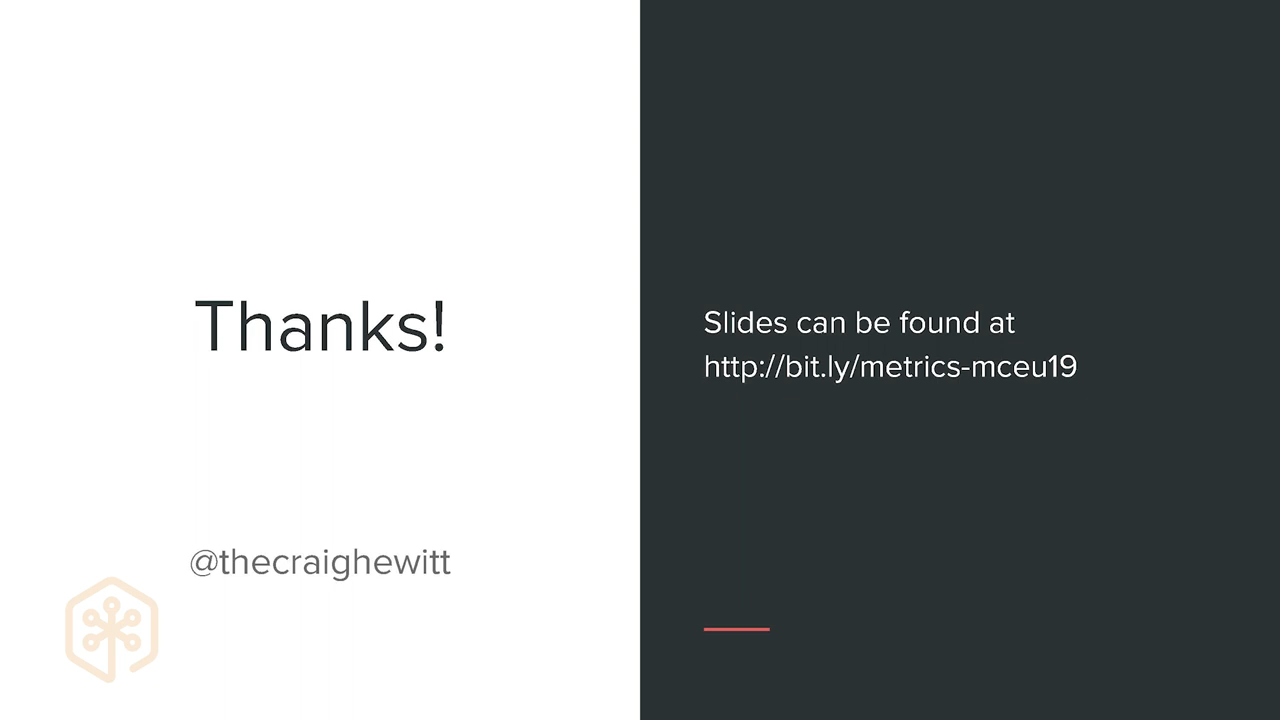 Thanks!
@thecraighewitt
Slides can be found at
http://bit.ly/metrics-mceu19